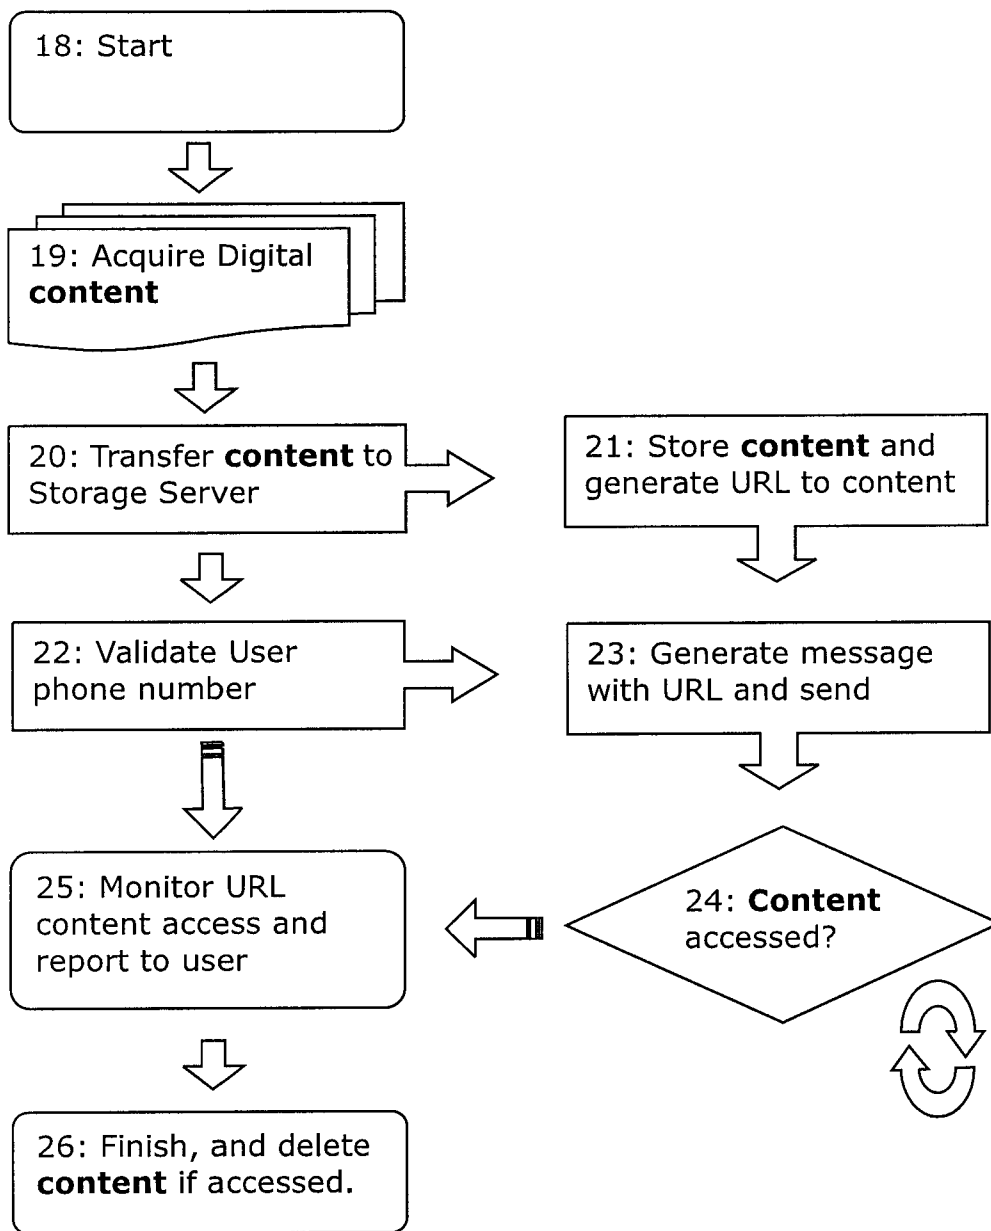 18: Start
19: Acquire Digital
content
20: Transfer content to
Storage Server
21: Store content and
generate URL to content
22: Validate User
phone number
23: Generate message
with URL and send
24: Content
accessed?
25: Monitor URL
content access and
report to user
26: Finish, and delete
content if accessed.